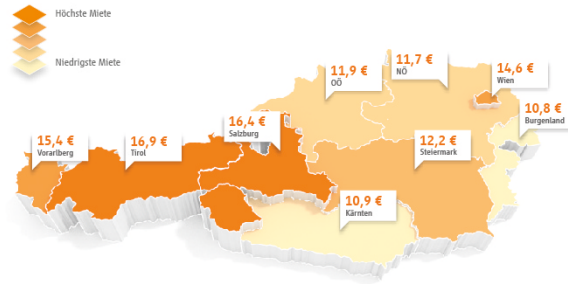 Höchste Miete
Niedrigste Miete
11,9 €
OÖ
11,7 €
NÖ
14,6 €
Wien
10,8 €
Burgenland
16,4 €
Salzburg
15,4 €
Vorarlberg
16,9 €
Tirol
12,2 €
Steiermark
10,9 €
Kärnten